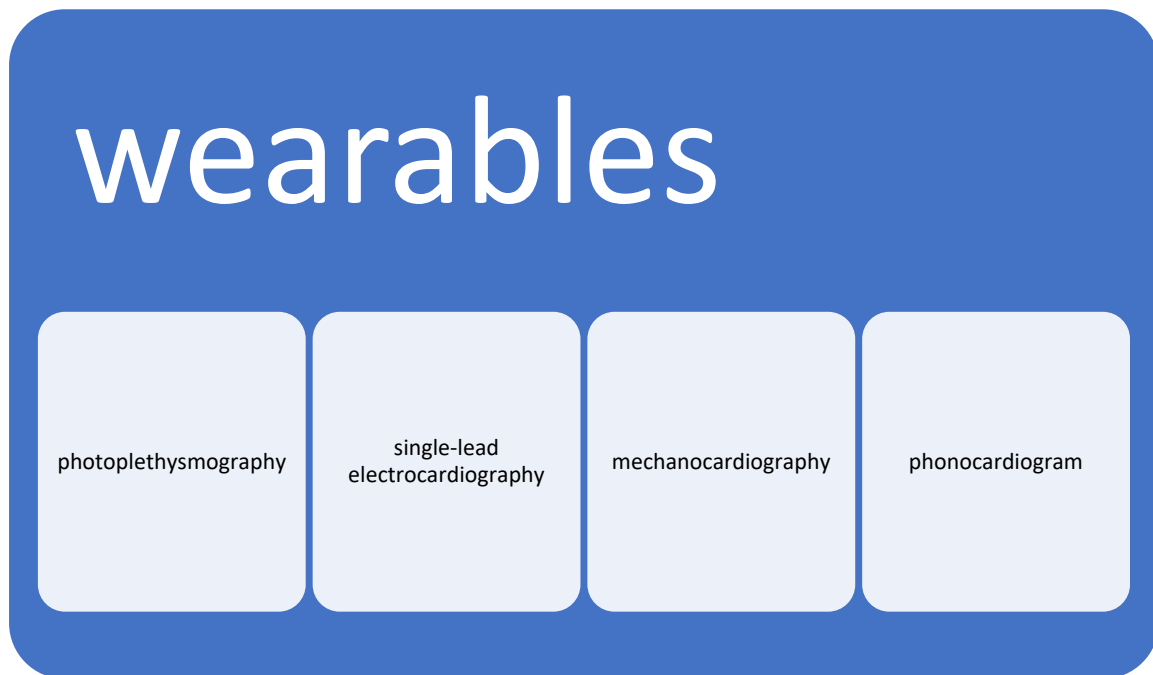 wearables
photoplethysmography
single-lead
electrocardiography
mechanocardiography
phonocardiogram